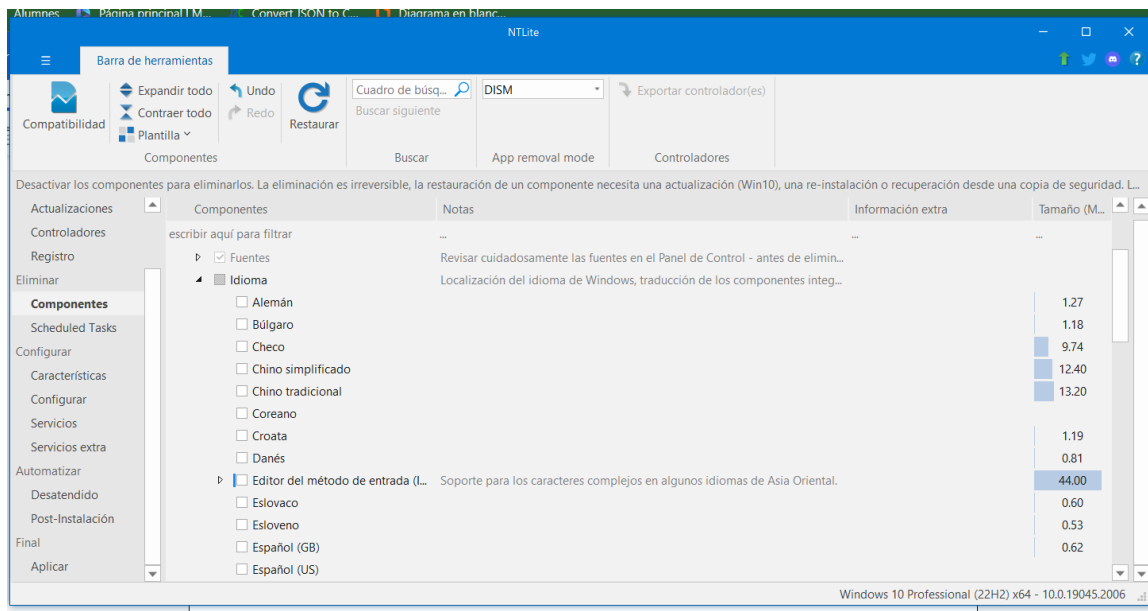 Alumnes Página principal | M... Convert JSON to C... Diagrama en blanc...
NTLite
Barra de herramientas
Compatibilidad
Expandir todo
Contraer todo
Plantilla
Undo
Redo
Restaurar
Componentes
Cuadro de búsq...
Buscar siguiente
Buscar
DISM
App removal mode
Exportar controlador(es)
Controladores
Desactivar los componentes para eliminarlos. La eliminación es irreversible, la restauración de un componente necesita una actualización (Win10), una re-instalación o recuperación desde una copia de seguridad. L...
Actualizaciones
Controladores
Registro
Eliminar
Componentes
Scheduled Tasks
Configurar
Características
Configurar
Servicios
Servicios extra
Automatizar
Desatendido
Post-Instalación
Final
Aplicar
Componentes Notas Información extra Tamaño (M...
escribir aquí para filtrar ... ... ...
Fuentes Revisar cuidadosamente las fuentes en el Panel de Control - antes de elimin...
Idioma Localización del idioma de Windows, traducción de los componentes integ...
Alemán 1.27
Búlgaro 1.18
Checo 9.74
Chino simplificado 12.40
Chino tradicional 13.20
Coreano
Croata 1.19
Danés 0.81
Editor del método de entrada (I... Soporte para los caracteres complejos en algunos idiomas de Asia Oriental. 44.00
Eslovaco 0.60
Esloveno 0.53
Español (GB) 0.62
Español (US)
Windows 10 Professional (22H2) x64 - 10.0.19045.2006